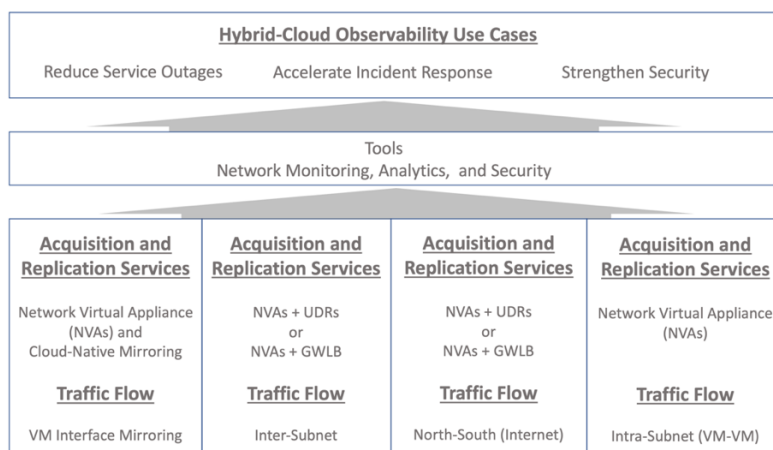 Hybrid-Cloud Observability Use Cases
Reduce Service Outages Accelerate Incident Response Strengthen Security
Tools
Network Monitoring, Analytics, and Security
Acquisition and
Replication Services
Network Virtual Appliance
(NVAs) and
Cloud-Native Mirroring
Traffic Flow
VM Interface Mirroring
Acquisition and
Replication Services
NVAs + UDRs
or
NVAs + GWLB
Traffic Flow
Inter-Subnet
Acquisition and
Replication Services
NVAs + UDRs
or
NVAs + GWLB
Traffic Flow
North-South (Internet)
Acquisition and
Replication Services
Network Virtual Appliance
(NVAs)
Traffic Flow
Intra-Subnet (VM-VM)